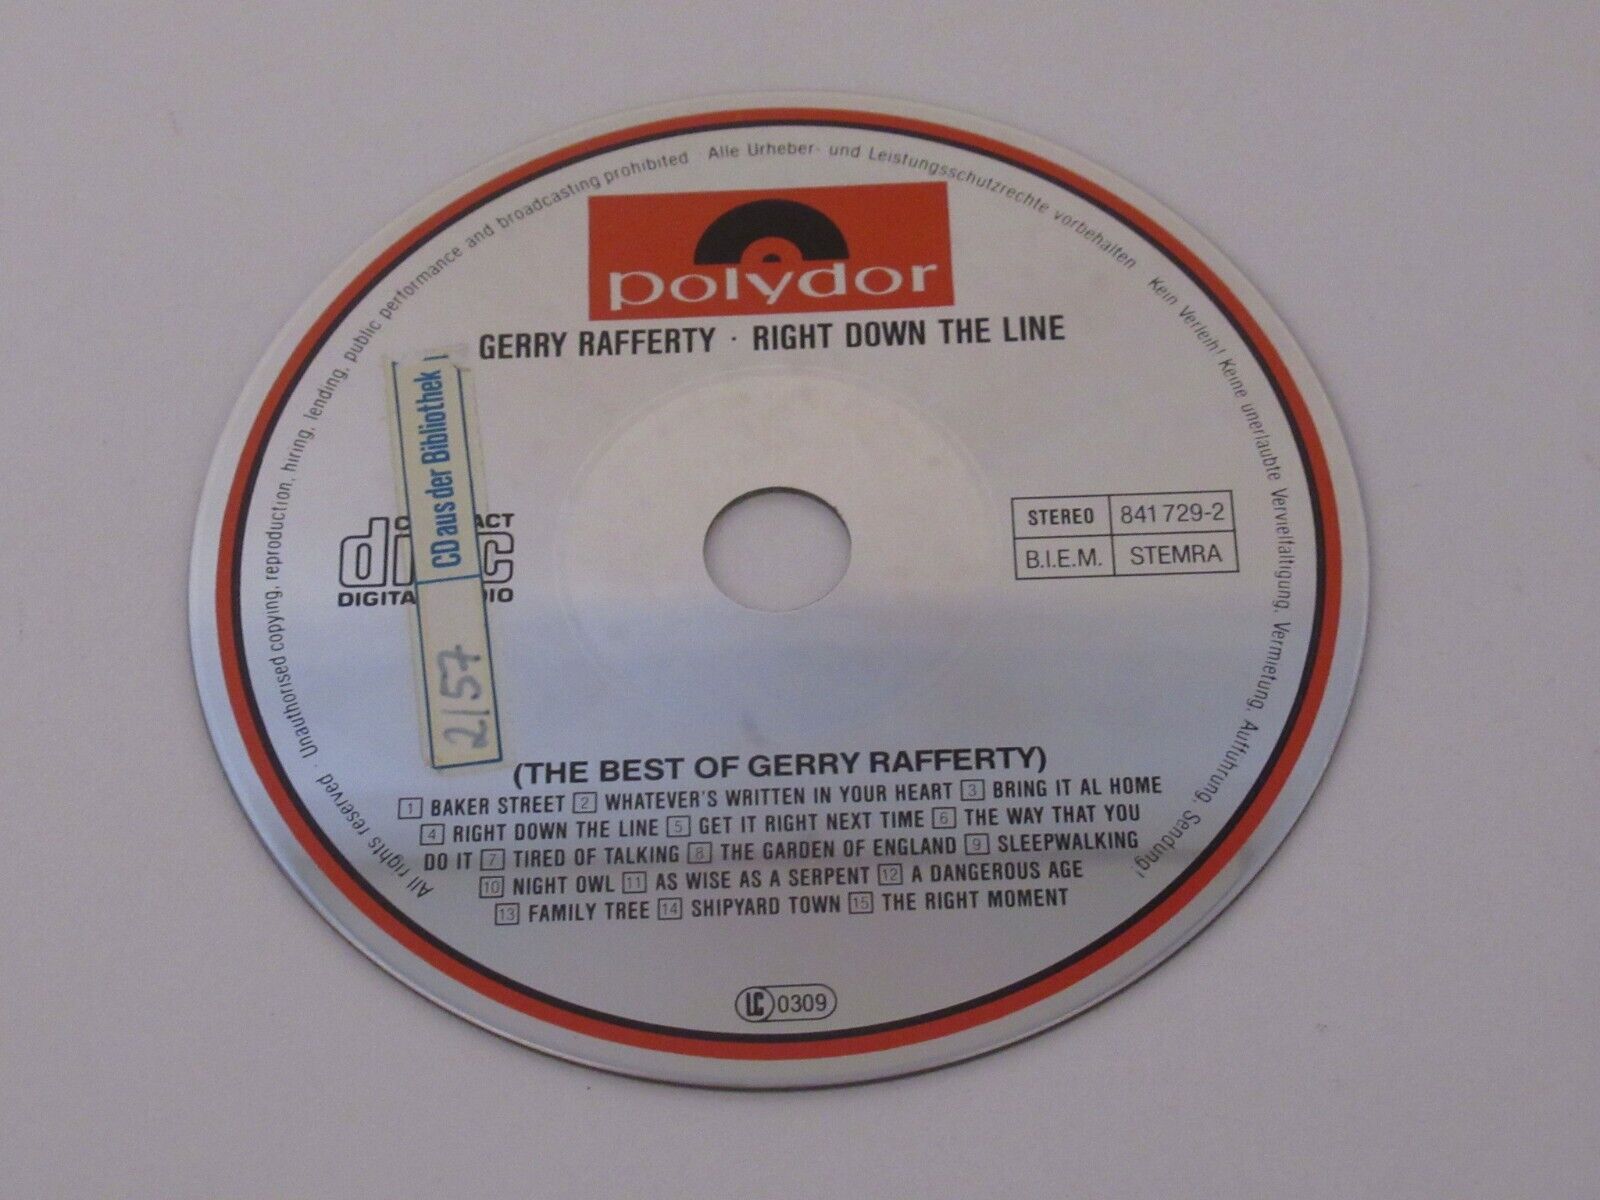 All rights reserved · Unauthorised copying, reproduction, hiring, lending, public performance and broadcasting prohibited · Alle Urheber- und Leistungsschutzrechte vorbehalten
Kein Verleih! Keine unerlaubte Vervielfältigung, Vermietung, Aufführung, Sendung!
polydor
GERRY RAFFERTY · RIGHT DOWN THE LINE
CD aus der Bibliothek
2/57
STEREO 841 729-2
B.I.E.M. STEMRA
(THE BEST OF GERRY RAFFERTY)
1 BAKER STREET 2 WHATEVER'S WRITTEN IN YOUR HEART 3 BRING IT AL HOME
4 RIGHT DOWN THE LINE 5 GET IT RIGHT NEXT TIME 6 THE WAY THAT YOU
DO IT 7 TIRED OF TALKING 8 THE GARDEN OF ENGLAND 9 SLEEPWALKING
10 NIGHT OWL 11 AS WISE AS A SERPENT 12 A DANGEROUS AGE
13 FAMILY TREE 14 SHIPYARD TOWN 15 THE RIGHT MOMENT
LC 0309